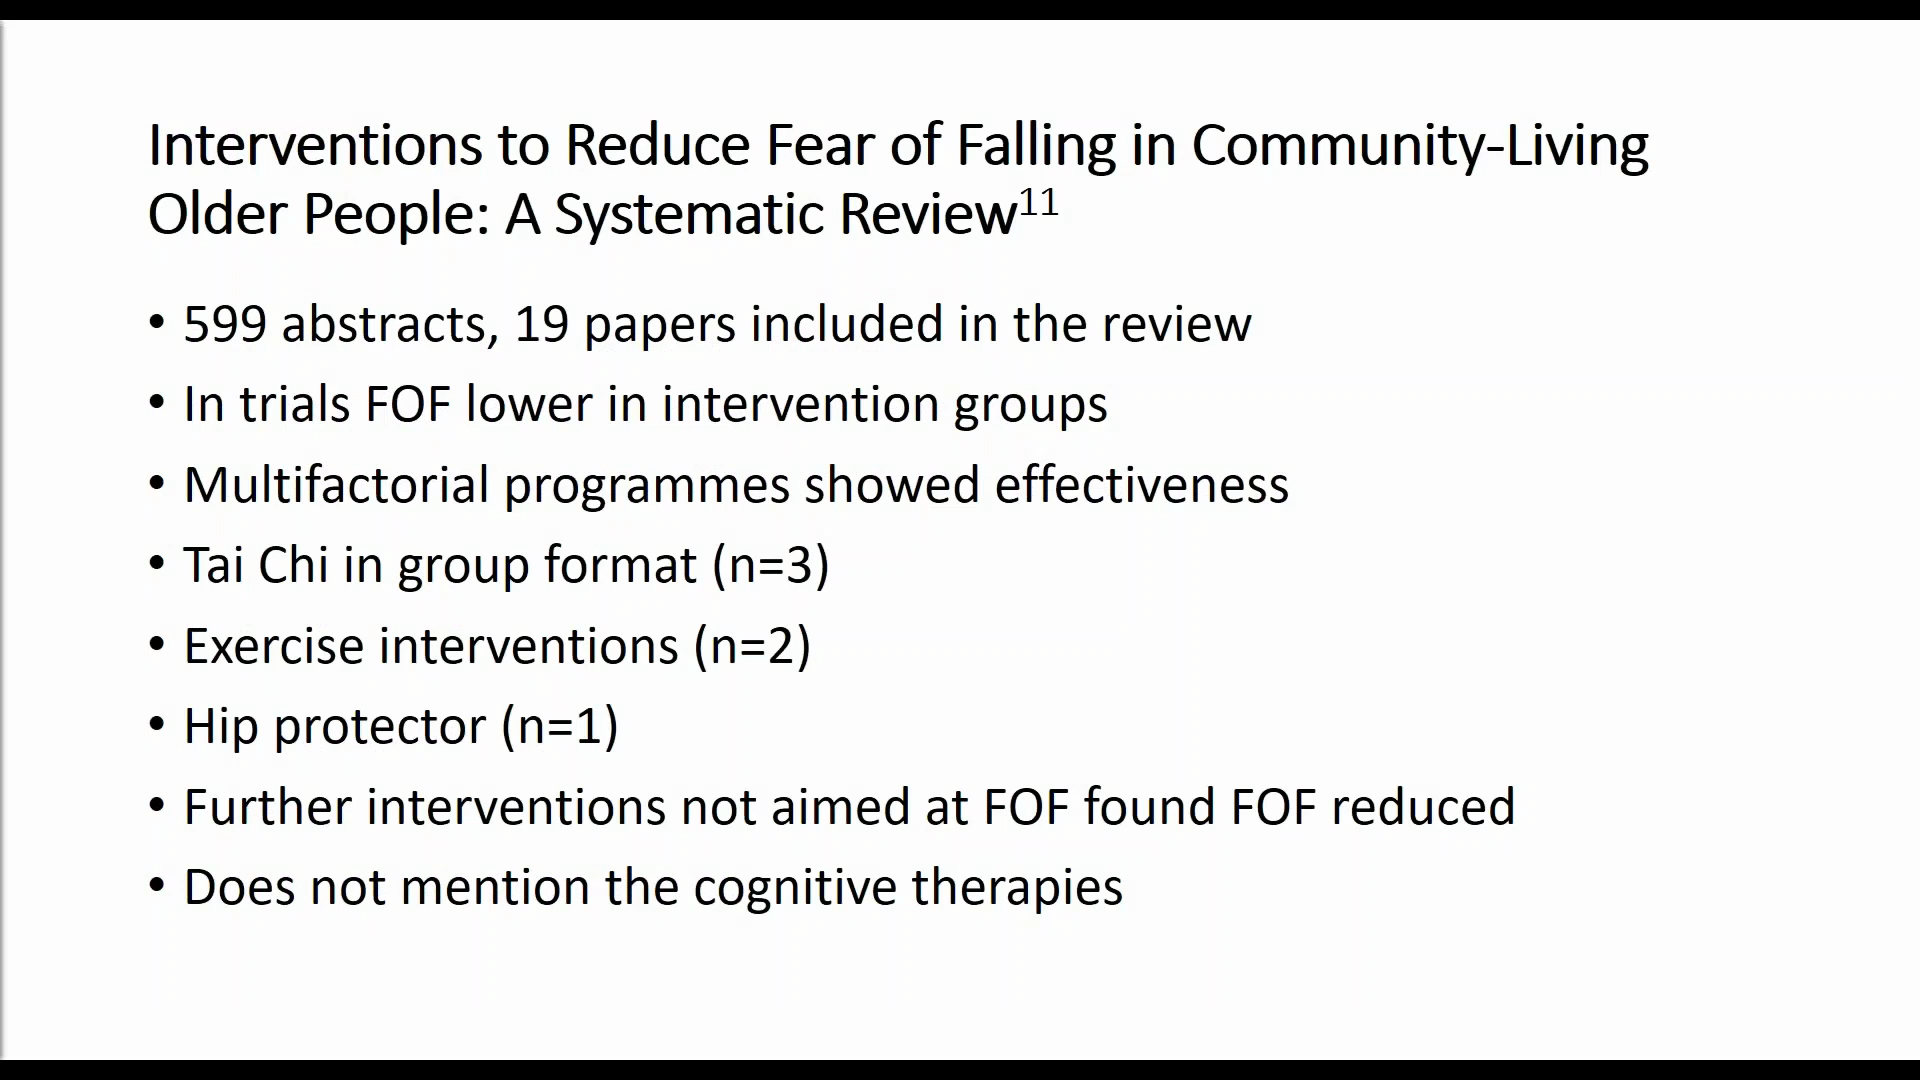 Interventions to Reduce Fear of Falling in Community-Living
Older People: A Systematic Review¹¹
• 599 abstracts, 19 papers included in the review
• In trials FOF lower in intervention groups
• Multifactorial programmes showed effectiveness
• Tai Chi in group format (n=3)
• Exercise interventions (n=2)
• Hip protector (n=1)
• Further interventions not aimed at FOF found FOF reduced
• Does not mention the cognitive therapies